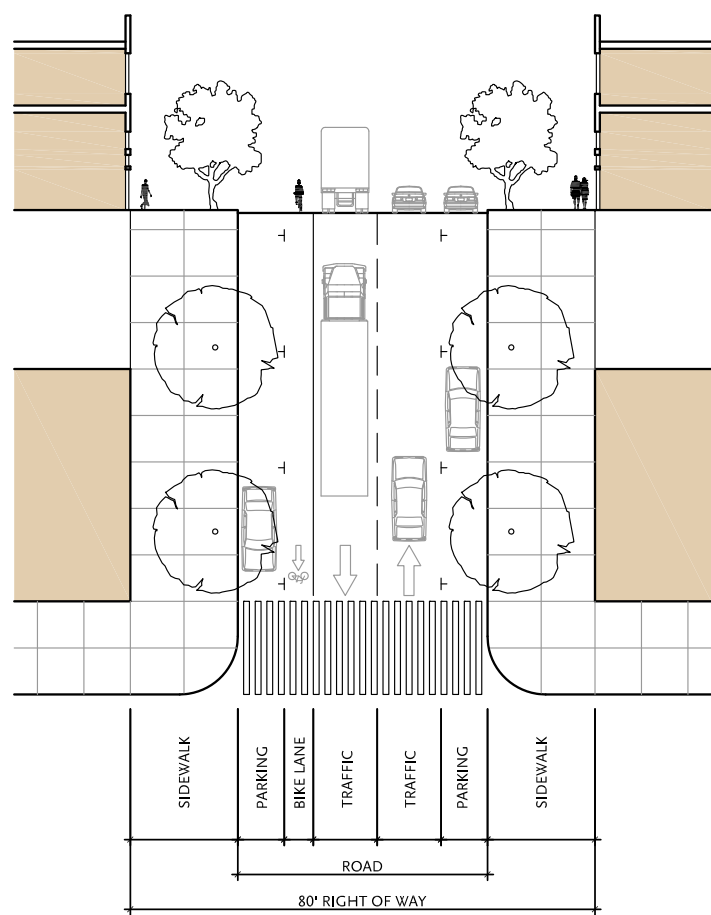 SIDEWALK
PARKING
BIKE LANE
TRAFFIC
TRAFFIC
PARKING
SIDEWALK
ROAD
80' RIGHT OF WAY